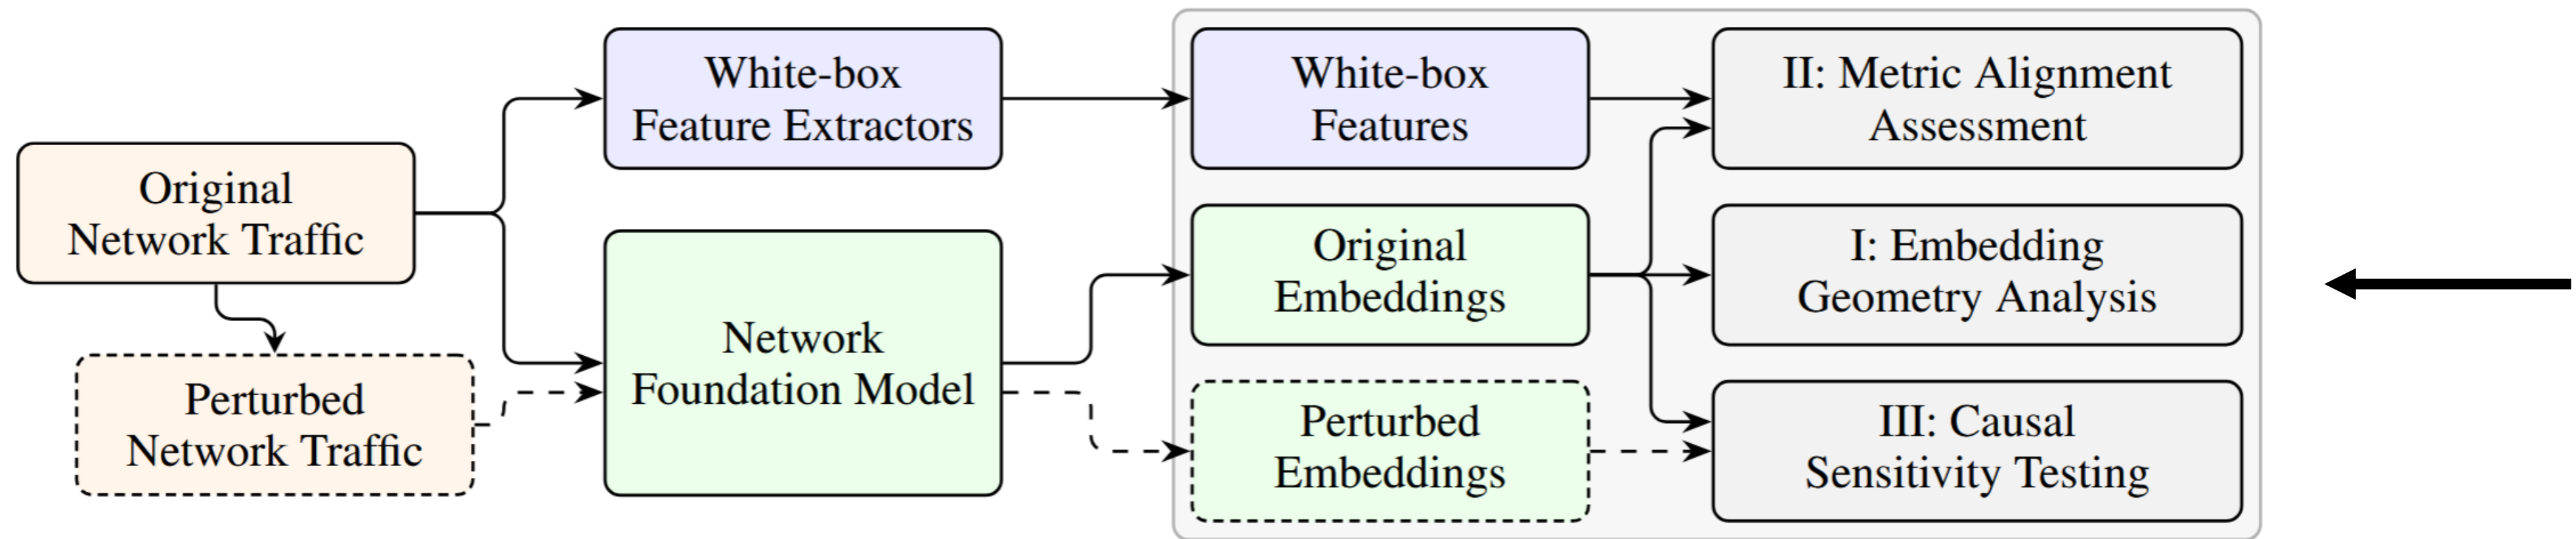 Original
Network Traffic
Perturbed
Network Traffic
White-box
Feature Extractors
Network
Foundation Model
White-box
Features
Original
Embeddings
Perturbed
Embeddings
II: Metric Alignment
Assessment
I: Embedding
Geometry Analysis
III: Causal
Sensitivity Testing